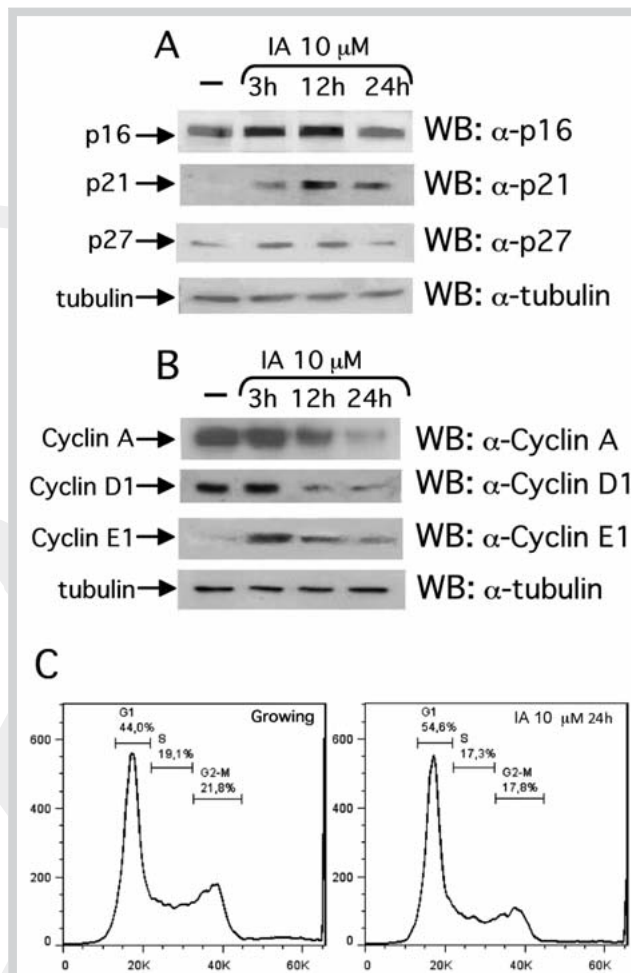 A
IA 10 μM
– 3h 12h 24h
p16 WB: α-p16
p21 WB: α-p21
p27 WB: α-p27
tubulin WB: α-tubulin
B
IA 10 μM
– 3h 12h 24h
Cyclin A WB: α-Cyclin A
Cyclin D1 WB: α-Cyclin D1
Cyclin E1 WB: α-Cyclin E1
tubulin WB: α-tubulin
C
Growing
G1
44,0%
S
19,1%
G2-M
21,8%
600
400
200
0
0 20K 40K 60K
IA 10 μM 24h
G1
54,6%
S
17,3%
G2-M
17,8%
600
400
200
0
0 20K 40K 60K